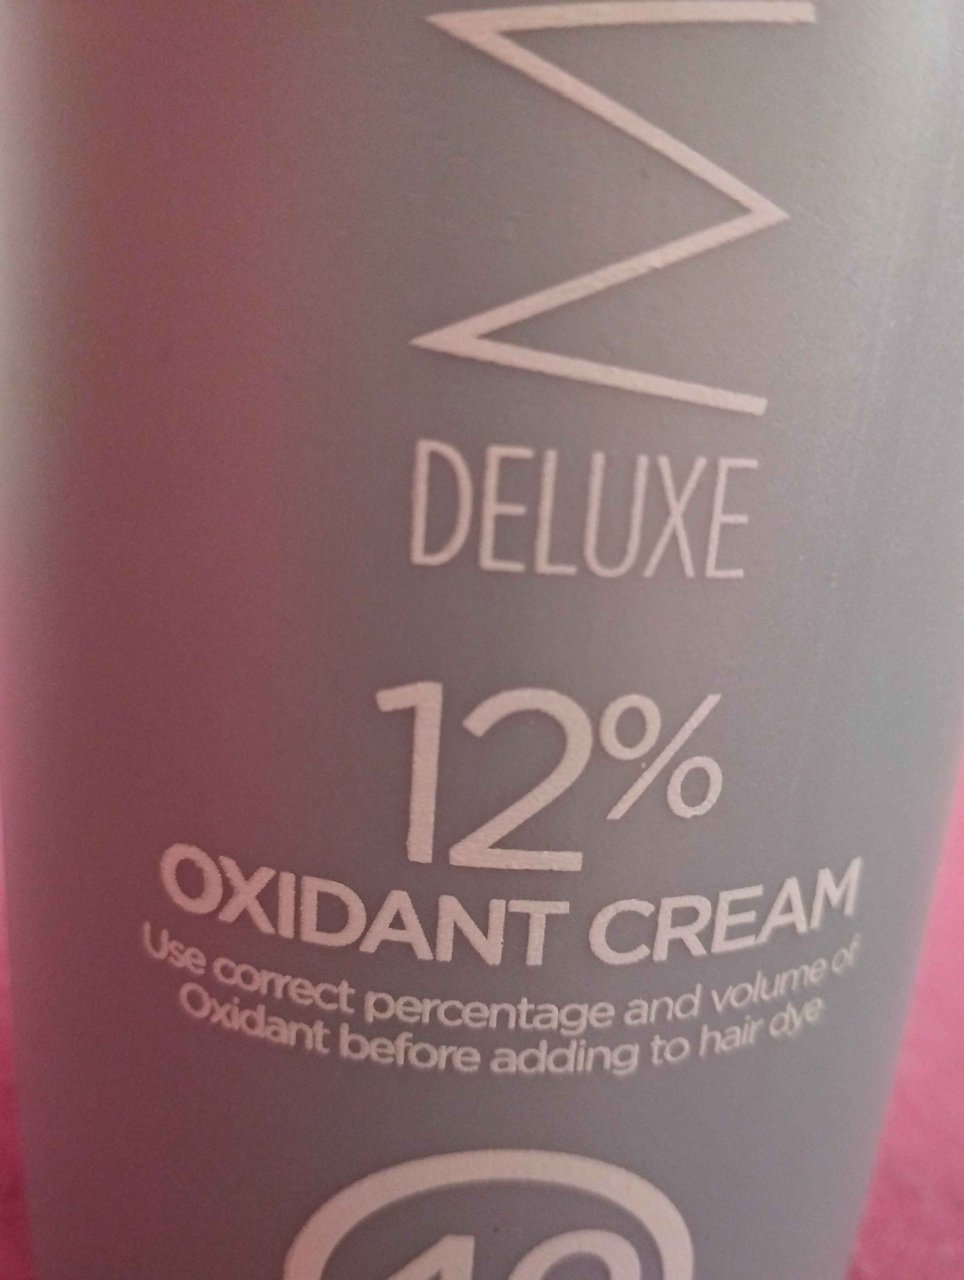 DELUXE
12%
OXIDANT CREAM
Use correct percentage and volume of
Oxidant before adding to hair dye